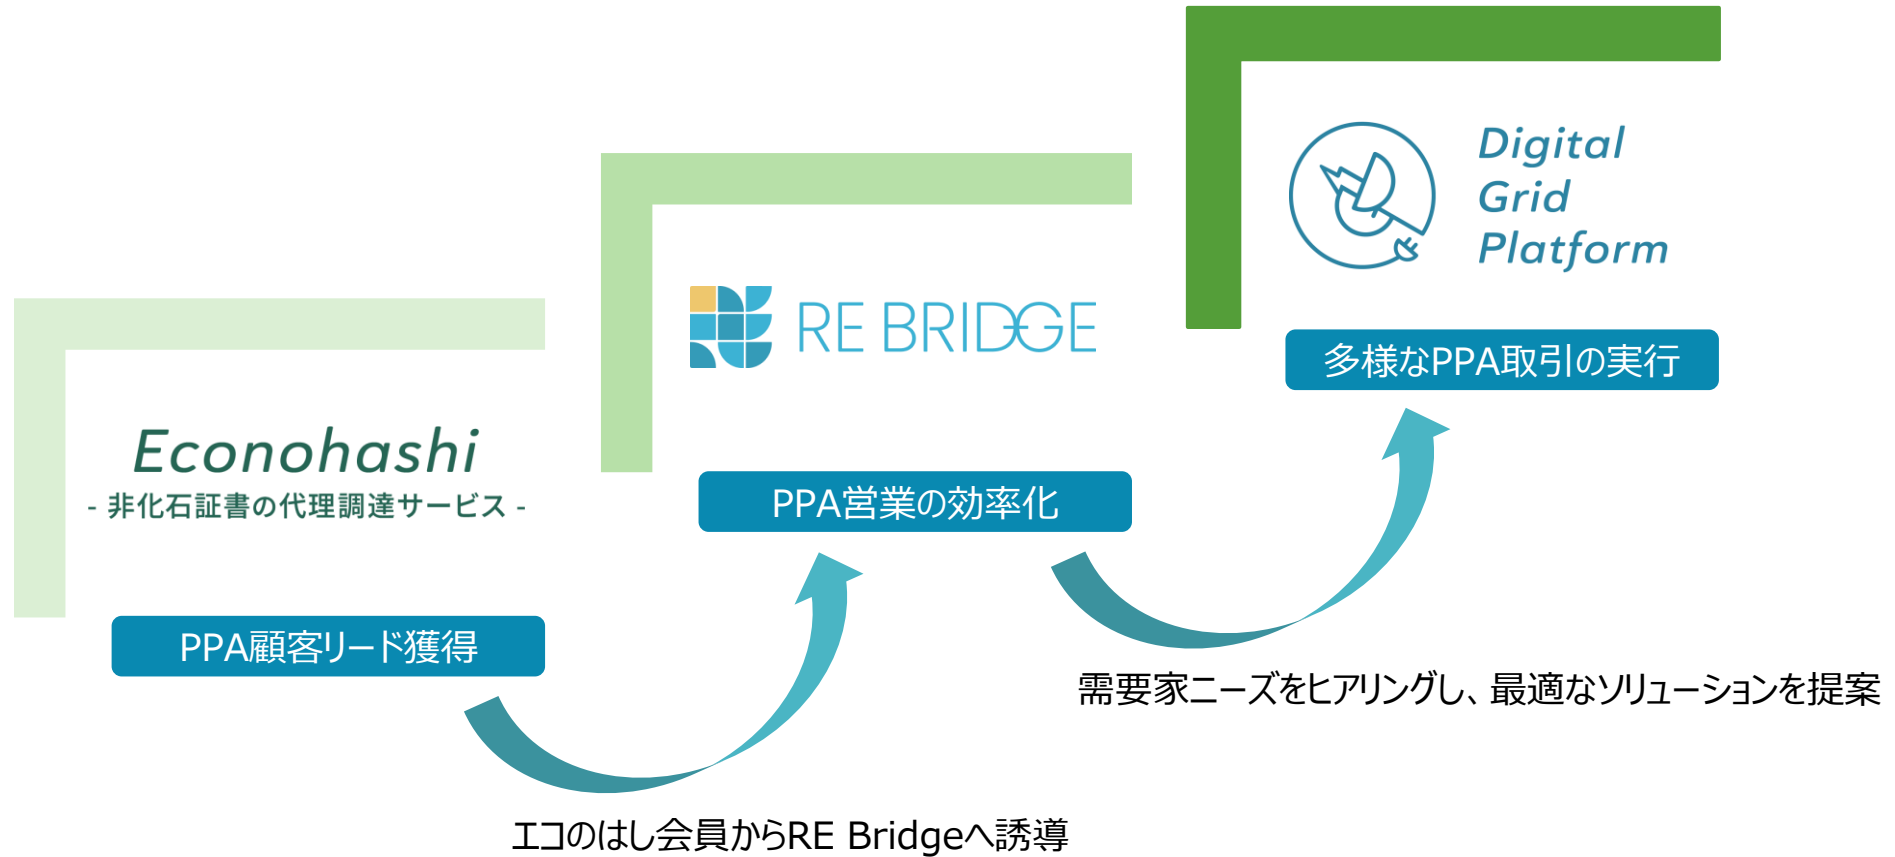 Econohashi
- 非化石証書の代理調達サービス -
PPA顧客リード獲得
エコのはし会員からRE Bridgeへ誘導
RE BRIDGE
PPA営業の効率化
需要家ニーズをヒアリングし、最適なソリューションを提案
Digital
Grid
Platform
多様なPPA取引の実行